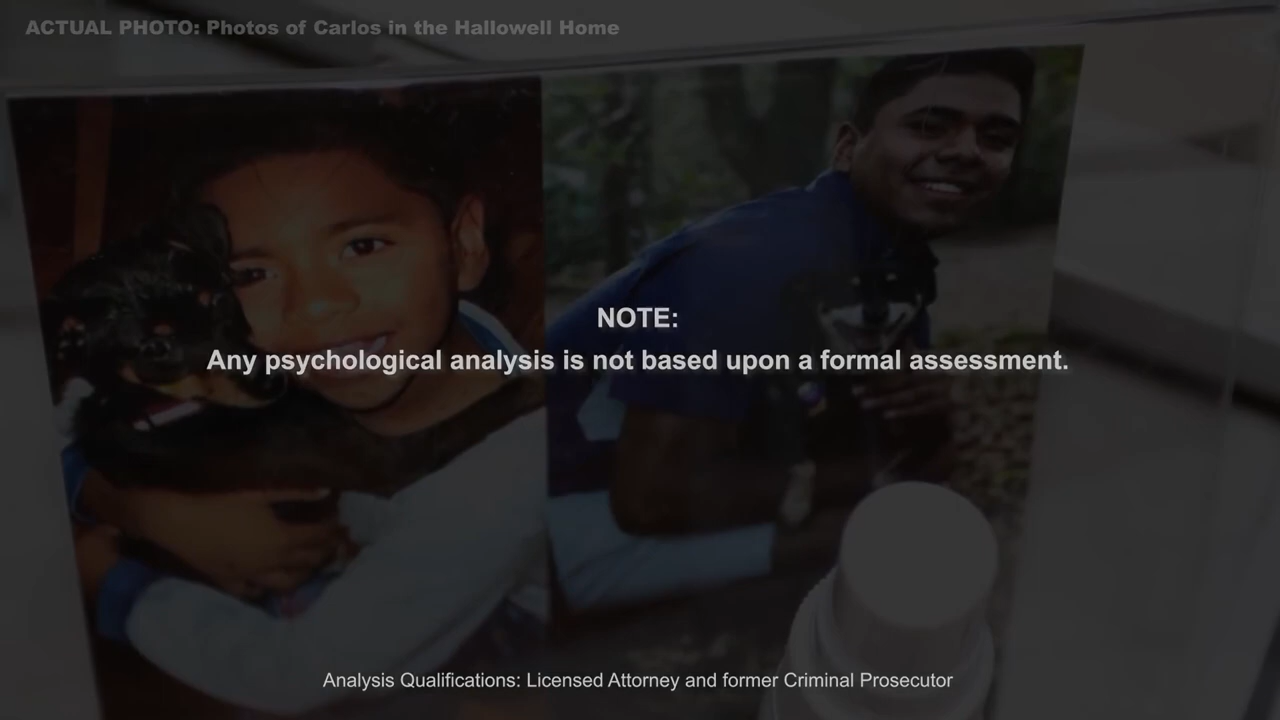 ACTUAL PHOTO: Photos of Carlos in the Hallowell Home
NOTE:
Any psychological analysis is not based upon a formal assessment.
Analysis Qualifications: Licensed Attorney and former Criminal Prosecutor